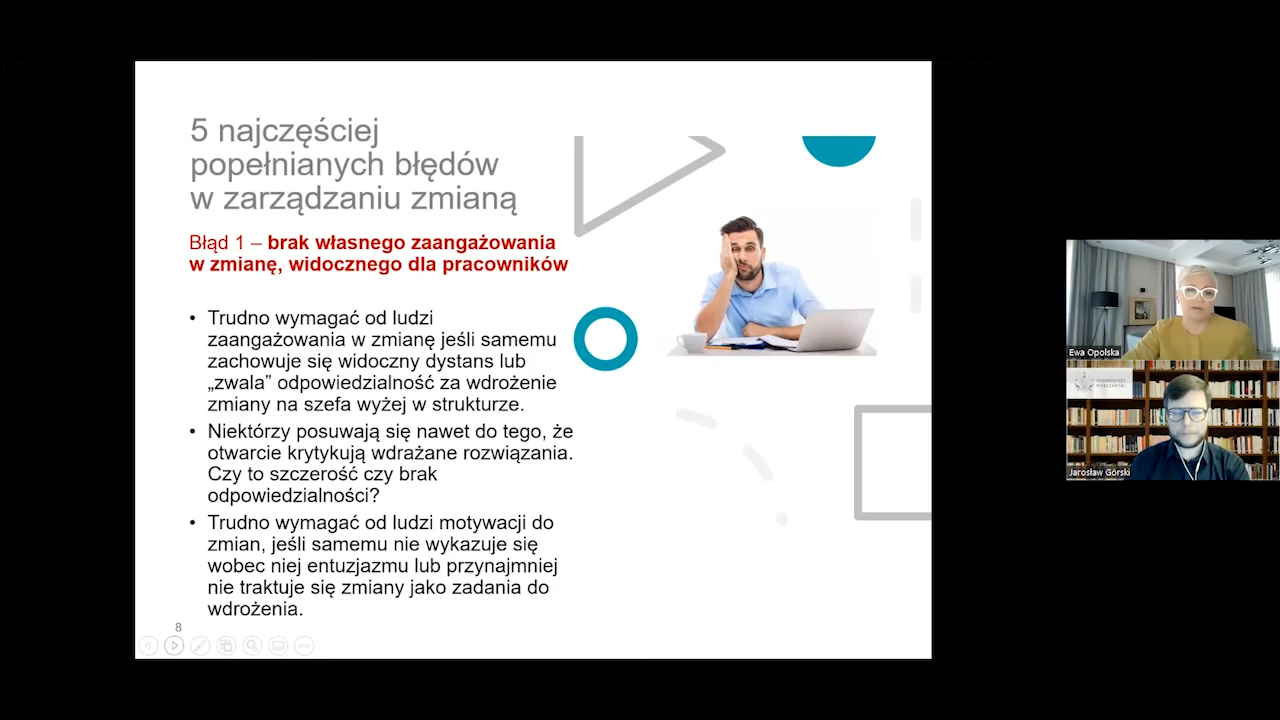 5 najczęściej
popełnianych błędów
w zarządzaniu zmianą
Błąd 1 – brak własnego zaangażowania
w zmianę, widocznego dla pracowników
• Trudno wymagać od ludzi
zaangażowania w zmianę jeśli samemu
zachowuje się widoczny dystans lub
„zwala” odpowiedzialność za wdrożenie
zmiany na szefa wyżej w strukturze.
• Niektórzy posuwają się nawet do tego, że
otwarcie krytykują wdrażane rozwiązania.
Czy to szczerość czy brak
odpowiedzialności?
• Trudno wymagać od ludzi motywacji do
zmian, jeśli samemu nie wykazuje się
wobec niej entuzjazmu lub przynajmniej
nie traktuje się zmiany jako zadania do
wdrożenia.
8
Ewa Opolska
UNIWERSYTET
WARSZAWSKI
Jarosław Górski